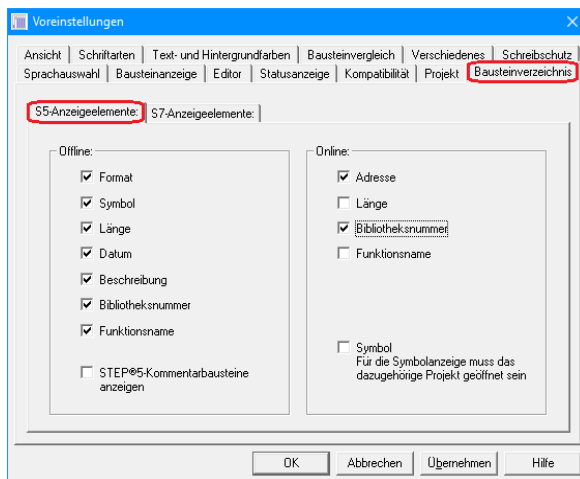 Voreinstellungen
Ansicht
Schriftarten
Text- und Hintergrundfarben
Bausteinvergleich
Verschiedenes
Schreibschutz
Sprachauswahl
Bausteinanzeige
Editor
Statusanzeige
Kompatibilität
Projekt
Bausteinverzeichnis
S5-Anzeigeelemente:
S7-Anzeigeelemente:
Offline:
Format
Symbol
Länge
Datum
Beschreibung
Bibliotheksnummer
Funktionsname
STEP®5-Kommentarbausteine
anzeigen
Online:
Adresse
Länge
Bibliotheksnummer
Funktionsname
Symbol
Für die Symbolanzeige muss das
dazugehörige Projekt geöffnet sein
OK
Abbrechen
Übernehmen
Hilfe